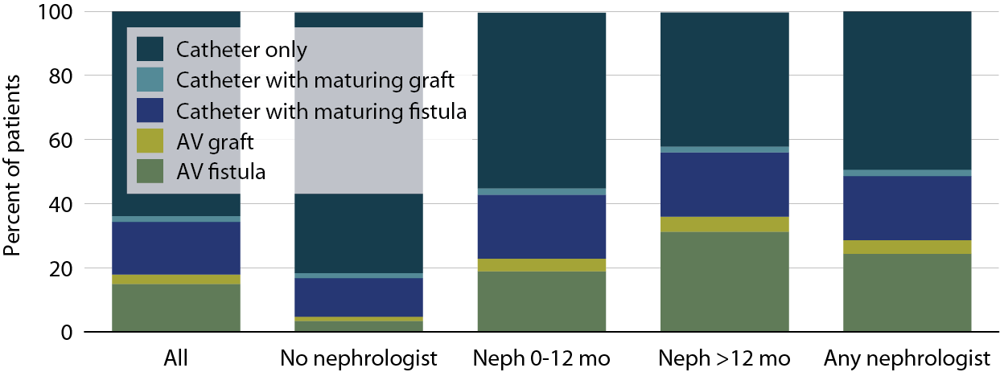 Percent of patients
100
80
60
40
20
0
Catheter only
Catheter with maturing graft
Catheter with maturing fistula
AV graft
AV fistula
All
No nephrologist
Neph 0-12 mo
Neph >12 mo
Any nephrologist